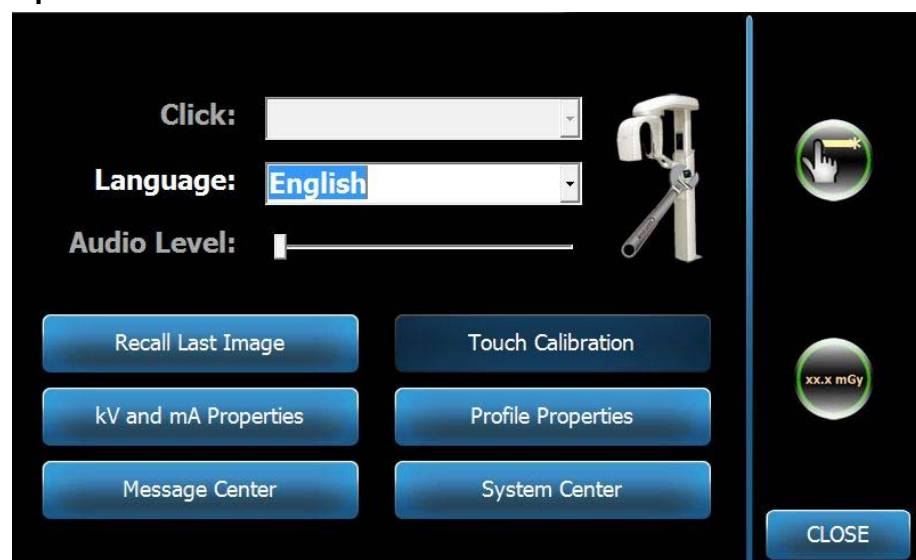 Click:
Language: English
Audio Level:
Recall Last Image
Touch Calibration
kV and mA Properties
Profile Properties
Message Center
System Center
xx.x mGy
CLOSE